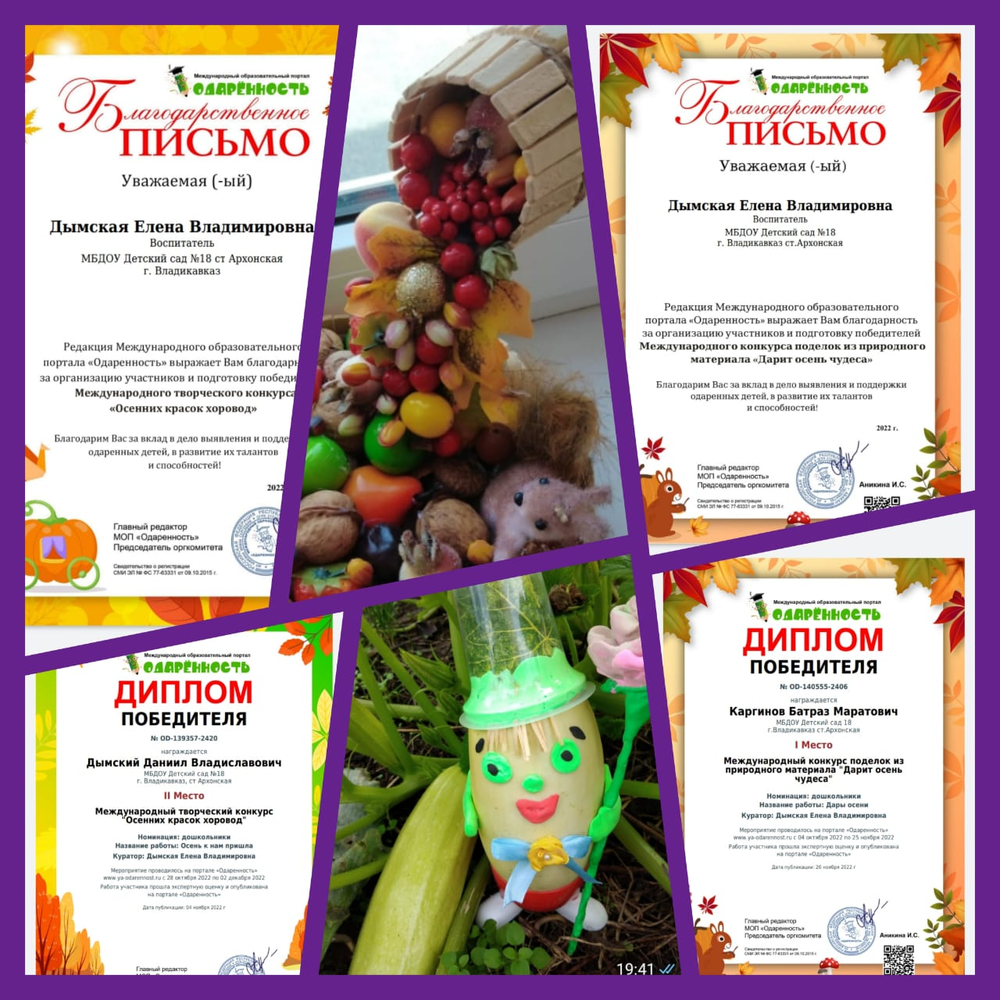 Международный образовательный портал
ОДАРЁННОСТЬ
Благодарственное
ПИСЬМО
Уважаемая (-ый)
Дымская Елена Владимировна
Воспитатель
МБДОУ Детский сад №18 ст Архонская
г. Владикавказ
Редакция Международного образовательного
портала «Одаренность» выражает Вам благодарн
за организацию участников и подготовку победи
Международного творческого конкурса
«Осенних красок хоровод»
Благодарим Вас за вклад в дело выявления и подде
одаренных детей, в развитие их талантов
и способностей!
2022
Главный редактор
МОП «Одаренность»
Председатель оргкомитета
Свидетельство о регистрации
СМИ ЭЛ № ФС 77-63331 от 09.10.2015 г.
Международный образовательный портал
ОДАРЁННОСТЬ
Благодарственное
ПИСЬМО
Уважаемая (-ый)
Дымская Елена Владимировна
Воспитатель
МБДОУ Детский сад №18
г. Владикавказ ст.Архонская
Редакция Международного образовательного
портала «Одаренность» выражает Вам благодарность
за организацию участников и подготовку победителей
Международного конкурса поделок из природного
материала «Дарит осень чудеса»
Благодарим Вас за вклад в дело выявления и поддержки
одаренных детей, в развитие их талантов
и способностей!
2022 г.
Главный редактор
МОП «Одаренность»
Председатель оргкомитета
Аникина И.С.
Свидетельство о регистрации
СМИ ЭЛ № ФС 77-63331 от 09.10.2015 г.
Международный образовательный портал
ОДАРЁННОСТЬ
ДИПЛОМ
ПОБЕДИТЕЛЯ
№ OD-139357-2420
награждается
Дымский Даниил Владиславович
МБДОУ Детский сад №18
г. Владикавказ, ст Архонская
II Место
Международный творческий конкурс
"Осенних красок хоровод"
Номинация: дошкольники
Название работы: Осень к нам пришла
Куратор: Дымская Елена Владимировна
Мероприятие проводилось на портале «Одаренность»
www.ya-odarennost.ru с 28 октября 2022 по 02 декабря 2022
Работа участника прошла экспертную оценку и опубликована
на портале «Одаренность»
Дата публикации: 04 ноября 2022 г
Главный редактор
19:41
Международный образовательный портал
ОДАРЁННОСТЬ
ДИПЛОМ
ПОБЕДИТЕЛЯ
№ OD-140555-2406
награждается
Каргинов Батраз Маратович
МБДОУ Детский сад 18
г.Владикавказ ст.Архонская
I Место
Международный конкурс поделок из
природного материала "Дарит осень
чудеса"
Номинация: дошкольники
Название работы: Дары осени
Куратор: Дымская Елена Владимировна
Мероприятие проводилось на портале «Одаренность»
www.ya-odarennost.ru с 04 октября 2022 по 25 ноября 2022
Работа участника прошла экспертную оценку и опубликована
на портале «Одаренность»
Дата публикации: 20 ноября 2022 г
Главный редактор
МОП «Одаренность»
Председатель оргкомитета
Аникина И.С.
Свидетельство о регистрации
СМИ ЭЛ № ФС 77-63331 от 09.10.2015 г.